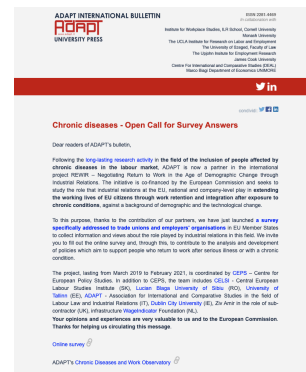 ADAPT INTERNATIONAL BULLETIN
ISSN 2001-4499
in collaboration with
ADAPT
UNIVERSITY PRESS
Institute for Workplace Studies, ILR School, Cornell University
Monash University
The UCLA Institute for Research on Labor and Employment
The University of Szeged, Faculty of Law
The Upjohn Institute for Employment Research
James Cook University
Centre For International and Comparative Studies (DEAL)
Marco Biagi Department of Economics UNIMORE
in
Chronic diseases - Open Call for Survey Answers
Dear readers of ADAPT's bulletin,
Following the long-lasting research activity in the field of the inclusion of people affected by
chronic diseases in the labour market, ADAPT is now a partner in the international
project REWIR – Negotiating Return to Work in the Age of Demographic Change through
Industrial Relations. The initiative is co-financed by the European Commission and seeks to
study the role that industrial relations at the EU, national and company-level play in extending
the working lives of EU citizens through work retention and integration after exposure to
chronic conditions, against a background of demographic and the technological change.
To this purpose, thanks to the contribution of our partners, we have just launched a survey
specifically addressed to trade unions and employers' organisations in EU Member States
to collect information and views about the role played by industrial relations in this field. We invite
you to fill out the online survey and, through this, to contribute to the analysis and development
of policies which aim to support people who return to work after serious illness or with a chronic
condition.
The project, lasting from March 2019 to February 2021, is coordinated by CEPS – Centre for
European Policy Studies. In addition to CEPS, the team includes CELSI - Central European
Labour Studies Institute (SK), Lucian Blaga University of Sibiu (RO), University of
Tallinn (EE), ADAPT - Association for International and Comparative Studies in the field of
Labour Law and Industrial Relations (IT), Dublin City University (IE), Ziv Amir in the role of sub-
contractor (UK), Infrastructure WageIndicator Foundation (NL).
Your opinions and experiences are very valuable to us and to the European Commission.
Thanks for helping us circulating this message.
Online survey
ADAPT's Chronic Diseases and Work Observatory